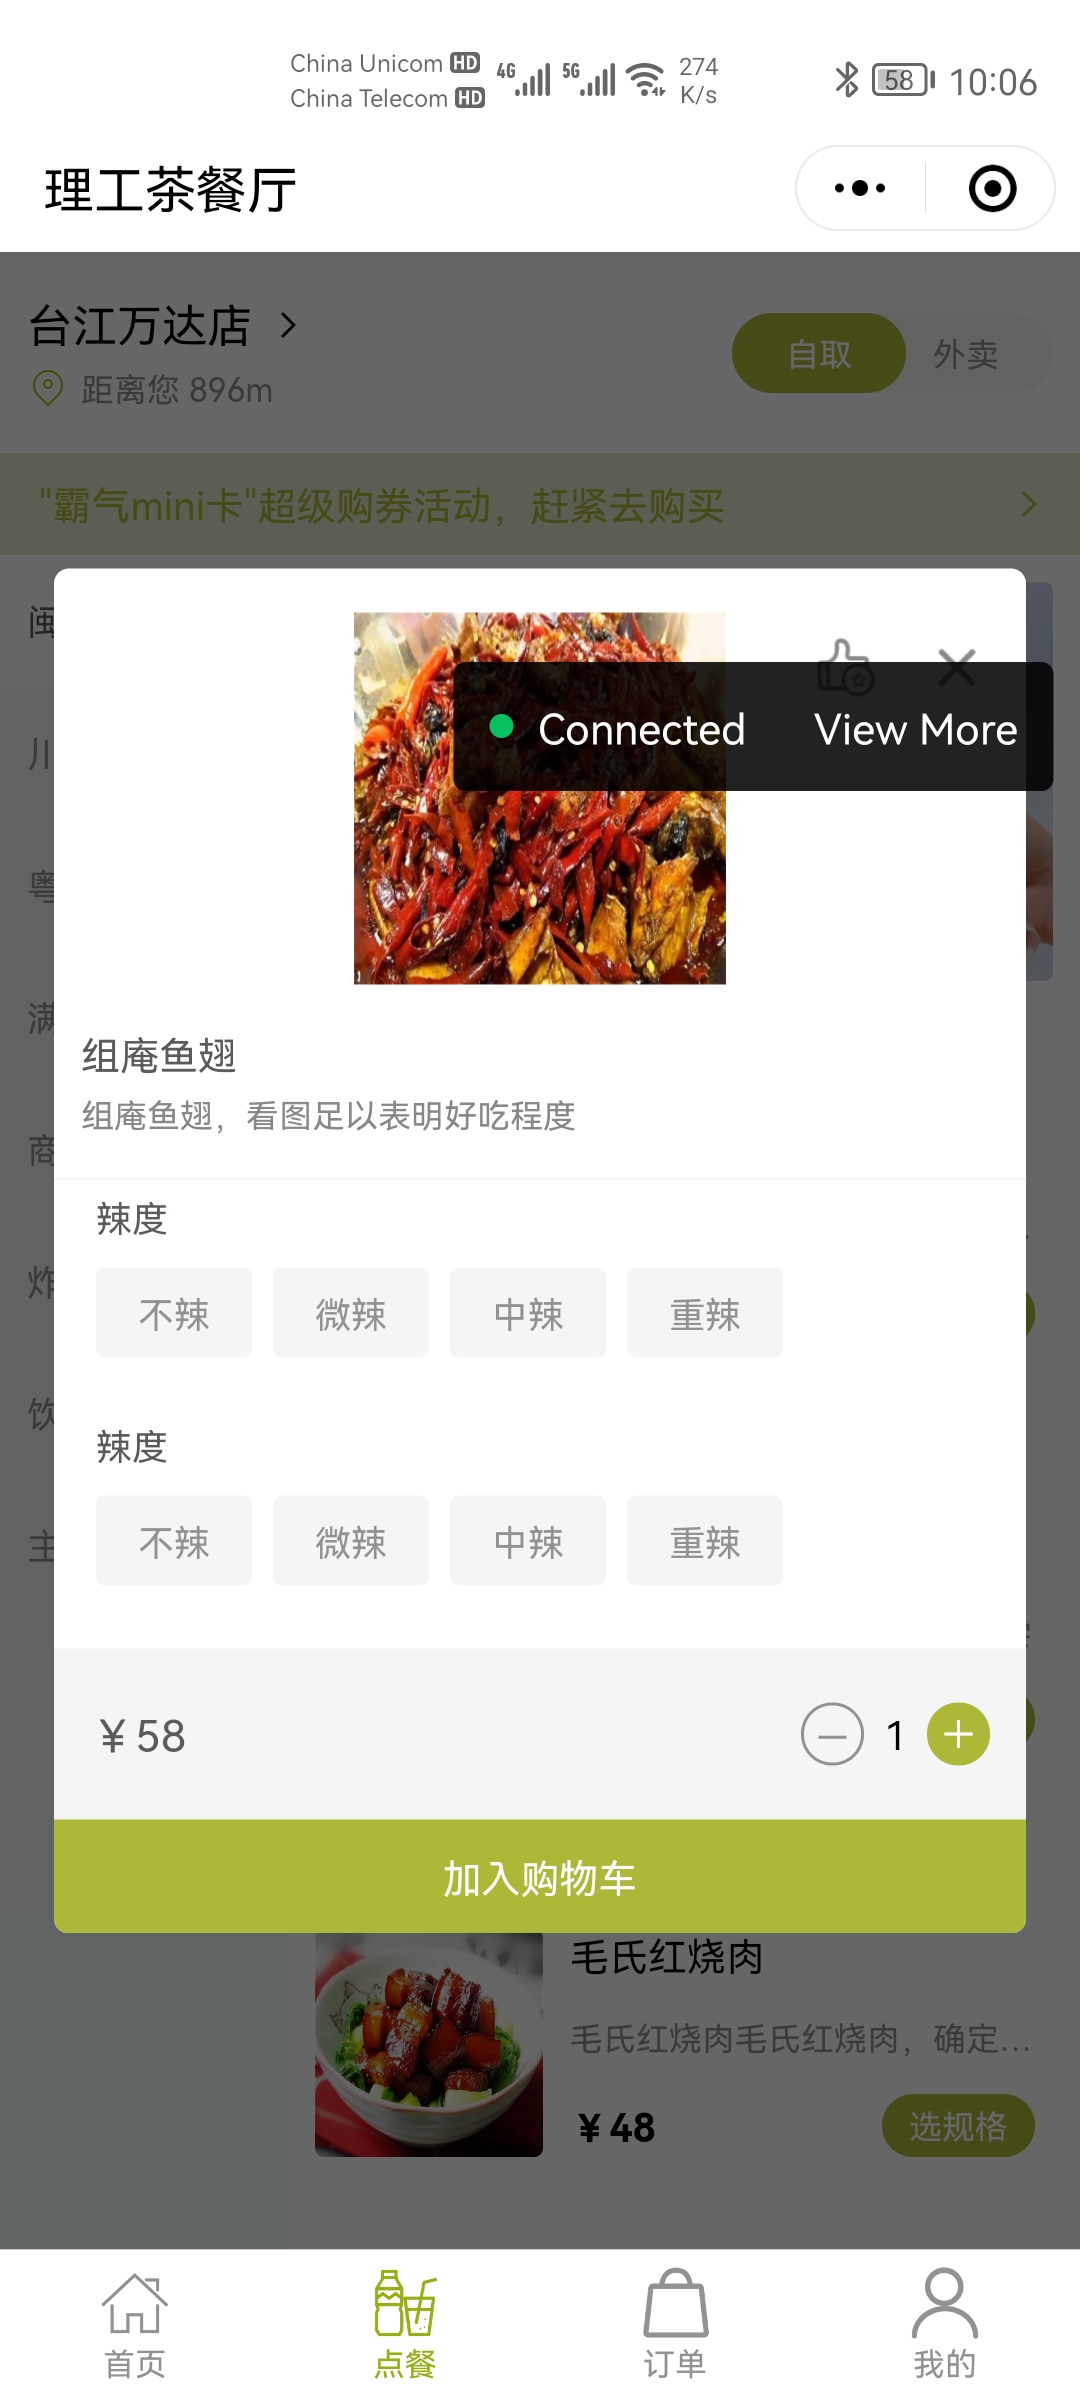 China Unicom HD
China Telecom HD
4G
5G
274
K/s
58
10:06
理工茶餐厅
台江万达店
距离您 896m
自取
外卖
"霸气mini卡"超级购券活动，赶紧去购买
闽
川
粤
满
商
炸
饮
主
Connected
View More
组庵鱼翅
组庵鱼翅，看图足以表明好吃程度
辣度
不辣
微辣
中辣
重辣
辣度
不辣
微辣
中辣
重辣
¥ 58
1
加入购物车
毛氏红烧肉
毛氏红烧肉毛氏红烧肉，确定...
¥ 48
选规格
首页
点餐
订单
我的